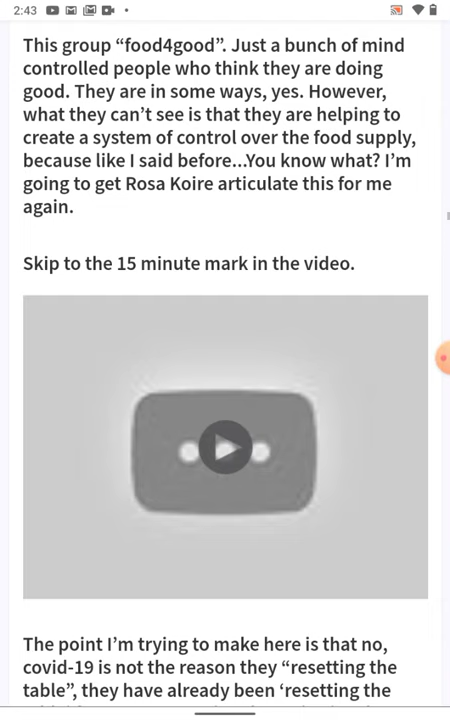 2:43
This group “food4good”. Just a bunch of mind
controlled people who think they are doing
good. They are in some ways, yes. However,
what they can’t see is that they are helping to
create a system of control over the food supply,
because like I said before...You know what? I’m
going to get Rosa Koire articulate this for me
again.
Skip to the 15 minute mark in the video.
The point I’m trying to make here is that no,
covid-19 is not the reason they “resetting the
table”, they have already been ‘resetting the